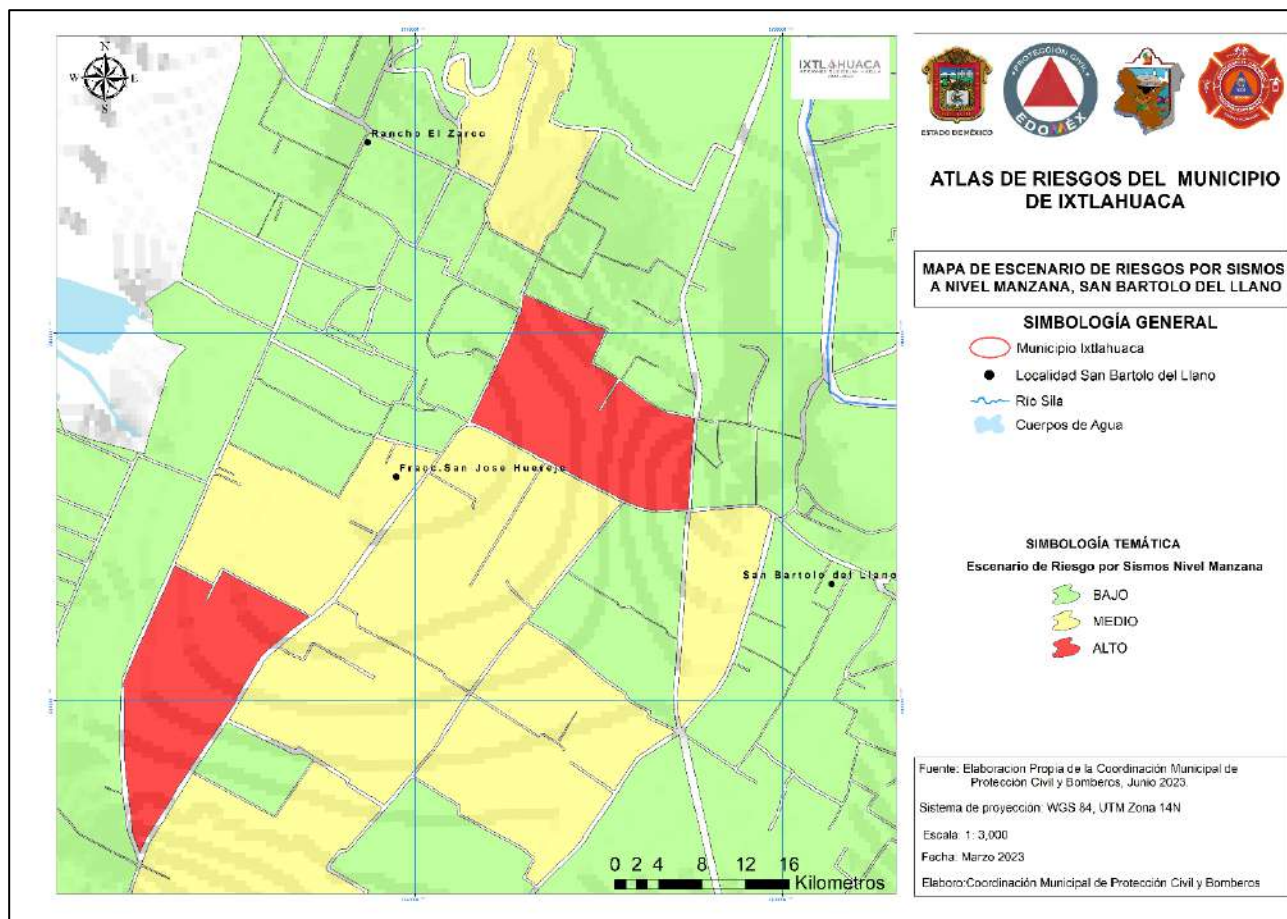 N
W E
S
IXTLAHUACA
Rancho El Zarco
Fracc.San Jose Huereje
San Bartolo del Llano
0 2 4 8 12 16
Kilometros
ESTADO DE MÉXICO
PROTECCIÓN CIVIL
EDOMÉX
ATLAS DE RIESGOS DEL MUNICIPIO
DE IXTLAHUACA
MAPA DE ESCENARIO DE RIESGOS POR SISMOS
A NIVEL MANZANA, SAN BARTOLO DEL LLANO
SIMBOLOGÍA GENERAL
Municipio Ixtlahuaca
Localidad San Bartolo del Llano
Rio Sila
Cuerpos de Agua
SIMBOLOGÍA TEMÁTICA
Escenario de Riesgo por Sismos Nivel Manzana
BAJO
MEDIO
ALTO
Fuente: Elaboracion Propia de la Coordinación Municipal de
Protección Civil y Bomberos, Junio 2023.
Sistema de proyección: WGS 84, UTM Zona 14N
Escala: 1: 3,000
Fecha: Marzo 2023
Elaboro:Coordinación Municipal de Protección Civil y Bomberos